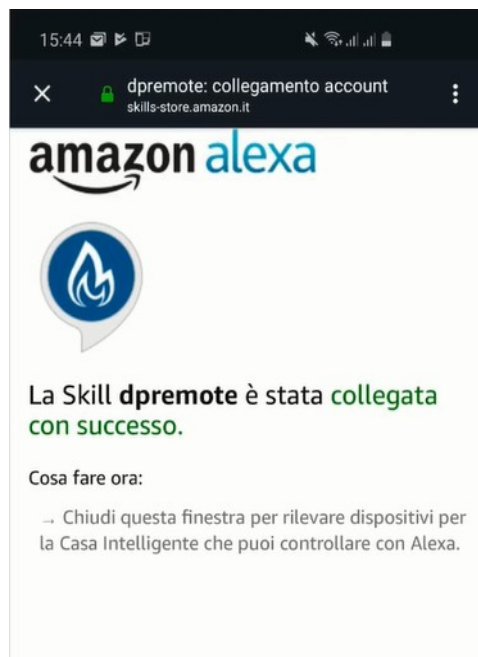 15:44
dpremote: collegamento account
skills-store.amazon.it
amazon alexa
La Skill dpremote è stata collegata
con successo.
Cosa fare ora:
→ Chiudi questa finestra per rilevare dispositivi per
la Casa Intelligente che puoi controllare con Alexa.